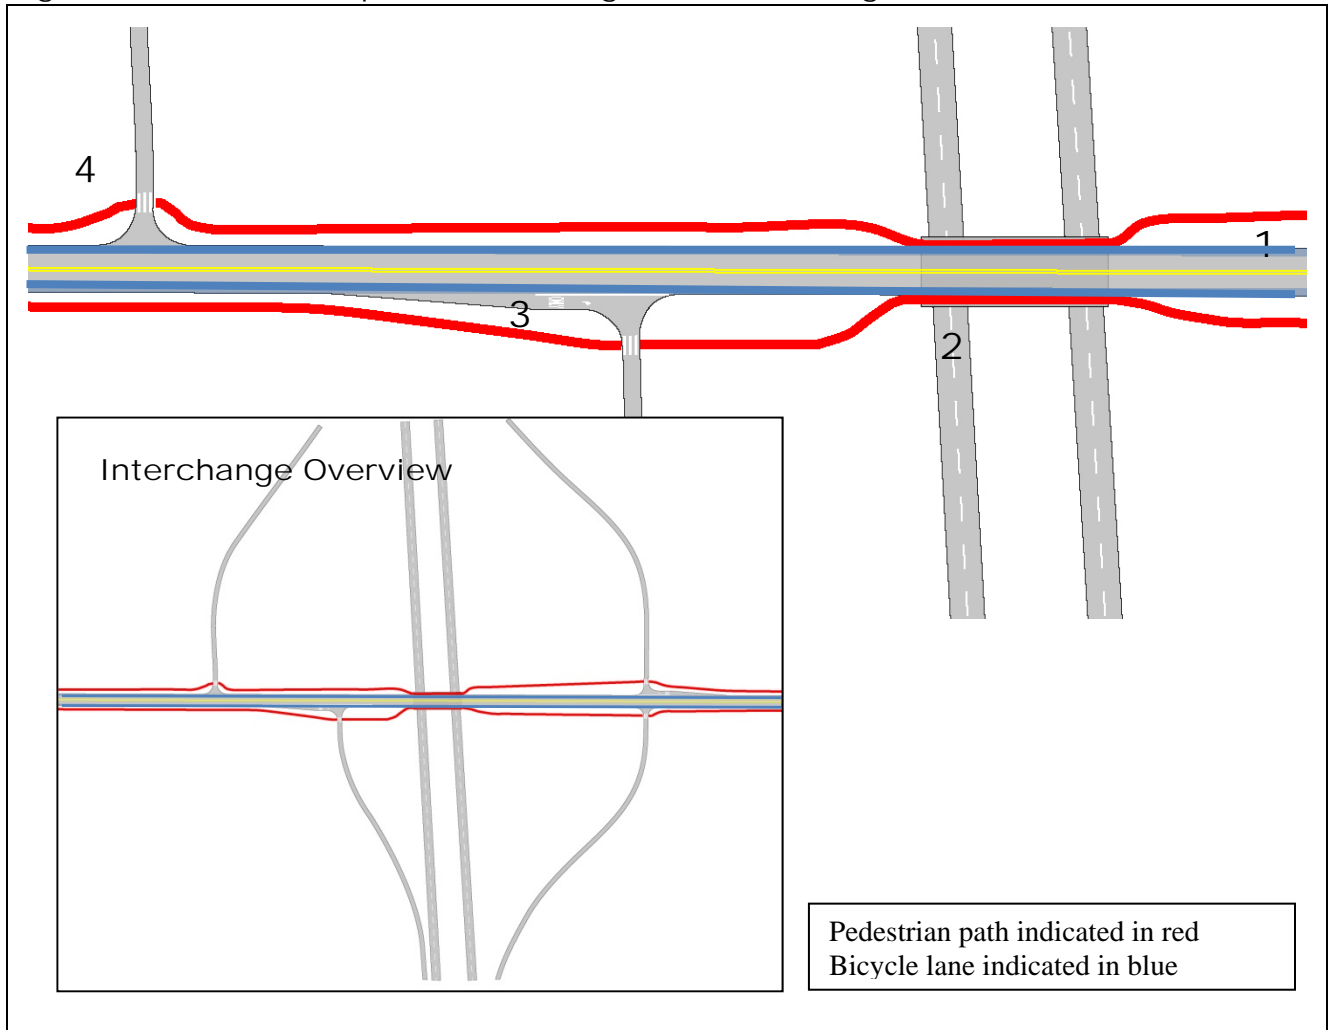 4
1
3
2
Interchange Overview
Pedestrian path indicated in red
Bicycle lane indicated in blue